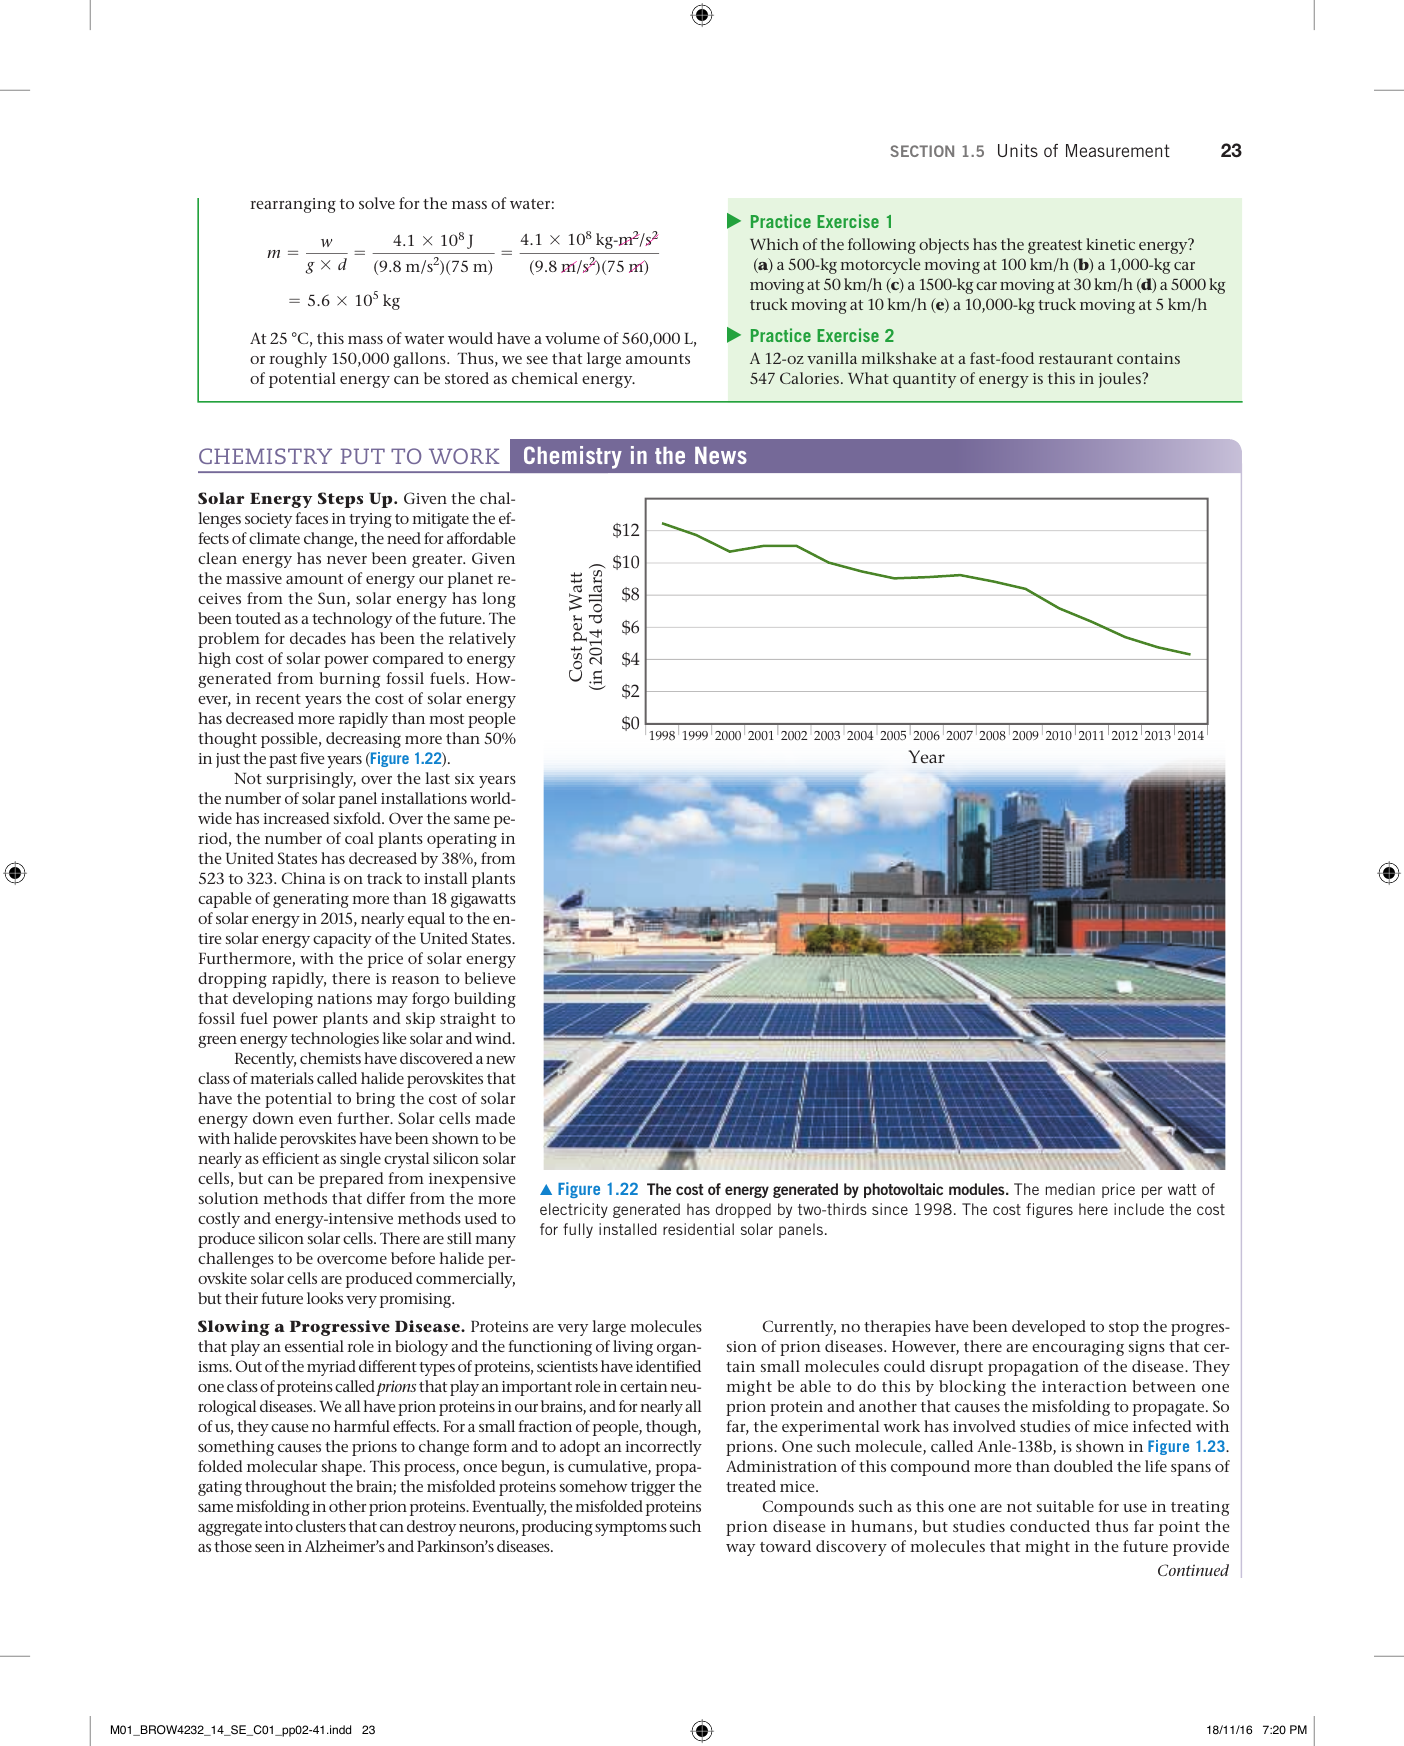 SECTION 1.5 Units of Measurement 23
rearranging to solve for the mass of water:
m = w / (g × d) = 4.1 × 10⁸ J / (9.8 m/s²)(75 m) = 4.1 × 10⁸ kg-m²/s² / (9.8 m/s²)(75 m)
= 5.6 × 10⁵ kg
At 25 °C, this mass of water would have a volume of 560,000 L,
or roughly 150,000 gallons. Thus, we see that large amounts
of potential energy can be stored as chemical energy.
▶ Practice Exercise 1
Which of the following objects has the greatest kinetic energy?
(a) a 500-kg motorcycle moving at 100 km/h (b) a 1,000-kg car
moving at 50 km/h (c) a 1500-kg car moving at 30 km/h (d) a 5000 kg
truck moving at 10 km/h (e) a 10,000-kg truck moving at 5 km/h
▶ Practice Exercise 2
A 12-oz vanilla milkshake at a fast-food restaurant contains
547 Calories. What quantity of energy is this in joules?
CHEMISTRY PUT TO WORK Chemistry in the News
Solar Energy Steps Up. Given the chal-
lenges society faces in trying to mitigate the ef-
fects of climate change, the need for affordable
clean energy has never been greater. Given
the massive amount of energy our planet re-
ceives from the Sun, solar energy has long
been touted as a technology of the future. The
problem for decades has been the relatively
high cost of solar power compared to energy
generated from burning fossil fuels. How-
ever, in recent years the cost of solar energy
has decreased more rapidly than most people
thought possible, decreasing more than 50%
in just the past five years (Figure 1.22).
Not surprisingly, over the last six years
the number of solar panel installations world-
wide has increased sixfold. Over the same pe-
riod, the number of coal plants operating in
the United States has decreased by 38%, from
523 to 323. China is on track to install plants
capable of generating more than 18 gigawatts
of solar energy in 2015, nearly equal to the en-
tire solar energy capacity of the United States.
Furthermore, with the price of solar energy
dropping rapidly, there is reason to believe
that developing nations may forgo building
fossil fuel power plants and skip straight to
green energy technologies like solar and wind.
Recently, chemists have discovered a new
class of materials called halide perovskites that
have the potential to bring the cost of solar
energy down even further. Solar cells made
with halide perovskites have been shown to be
nearly as efficient as single crystal silicon solar
cells, but can be prepared from inexpensive
solution methods that differ from the more
costly and energy-intensive methods used to
produce silicon solar cells. There are still many
challenges to be overcome before halide per-
ovskite solar cells are produced commercially,
but their future looks very promising.
Cost per Watt
(in 2014 dollars)
$12
$10
$8
$6
$4
$2
$0
1998 1999 2000 2001 2002 2003 2004 2005 2006 2007 2008 2009 2010 2011 2012 2013 2014
Year
▲ Figure 1.22 The cost of energy generated by photovoltaic modules. The median price per watt of
electricity generated has dropped by two-thirds since 1998. The cost figures here include the cost
for fully installed residential solar panels.
Slowing a Progressive Disease. Proteins are very large molecules
that play an essential role in biology and the functioning of living organ-
isms. Out of the myriad different types of proteins, scientists have identified
one class of proteins called prions that play an important role in certain neu-
rological diseases. We all have prion proteins in our brains, and for nearly all
of us, they cause no harmful effects. For a small fraction of people, though,
something causes the prions to change form and to adopt an incorrectly
folded molecular shape. This process, once begun, is cumulative, propa-
gating throughout the brain; the misfolded proteins somehow trigger the
same misfolding in other prion proteins. Eventually, the misfolded proteins
aggregate into clusters that can destroy neurons, producing symptoms such
as those seen in Alzheimer's and Parkinson's diseases.
Currently, no therapies have been developed to stop the progres-
sion of prion diseases. However, there are encouraging signs that cer-
tain small molecules could disrupt propagation of the disease. They
might be able to do this by blocking the interaction between one
prion protein and another that causes the misfolding to propagate. So
far, the experimental work has involved studies of mice infected with
prions. One such molecule, called Anle-138b, is shown in Figure 1.23.
Administration of this compound more than doubled the life spans of
treated mice.
Compounds such as this one are not suitable for use in treating
prion disease in humans, but studies conducted thus far point the
way toward discovery of molecules that might in the future provide
Continued
M01_BROW4232_14_SE_C01_pp02-41.indd 23
18/11/16 7:20 PM